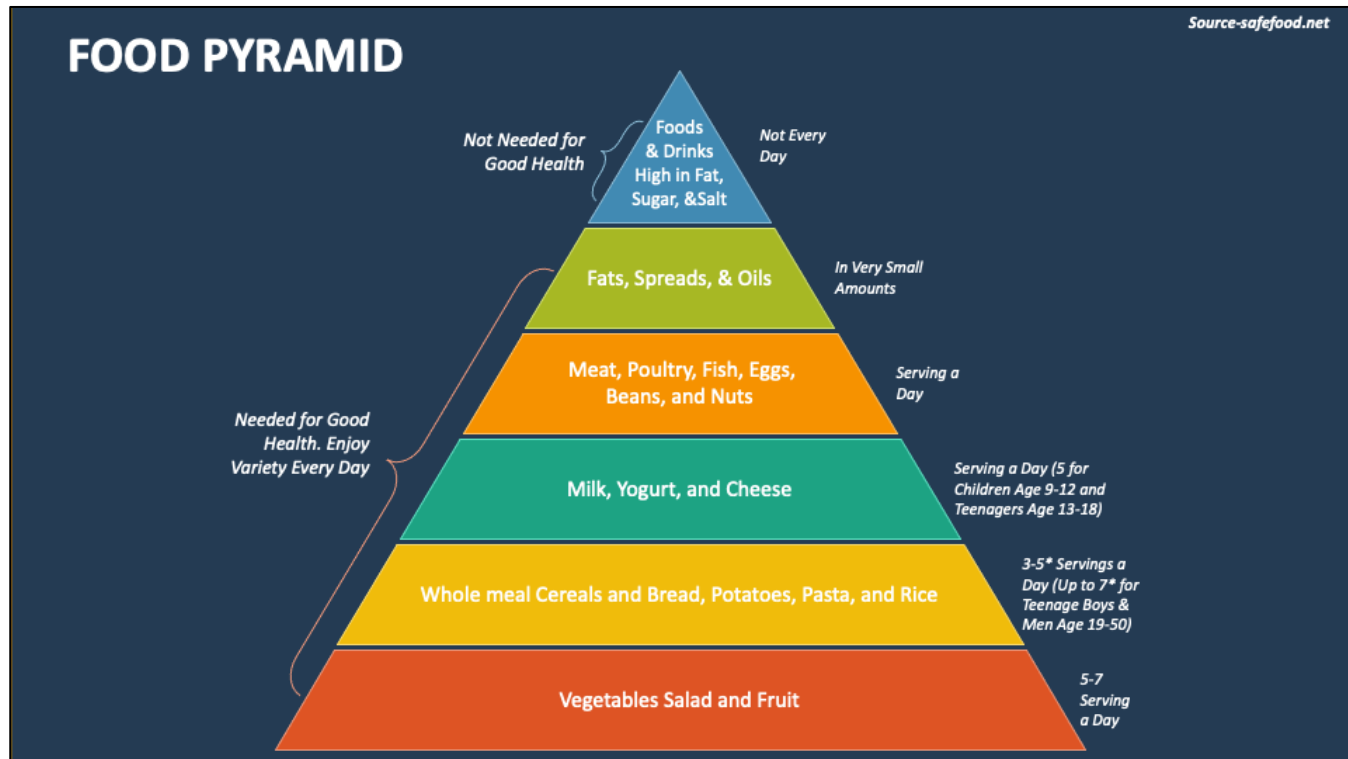 Source-safefood.net
FOOD PYRAMID
Not Needed for
Good Health
Foods
& Drinks
High in Fat,
Sugar, &Salt
Not Every
Day
Fats, Spreads, & Oils
In Very Small
Amounts
Meat, Poultry, Fish, Eggs,
Beans, and Nuts
Serving a
Day
Needed for Good
Health. Enjoy
Variety Every Day
Milk, Yogurt, and Cheese
Serving a Day (5 for
Children Age 9-12 and
Teenagers Age 13-18)
Whole meal Cereals and Bread, Potatoes, Pasta, and Rice
3-5* Servings a
Day (Up to 7* for
Teenage Boys &
Men Age 19-50)
Vegetables Salad and Fruit
5-7
Serving
a Day